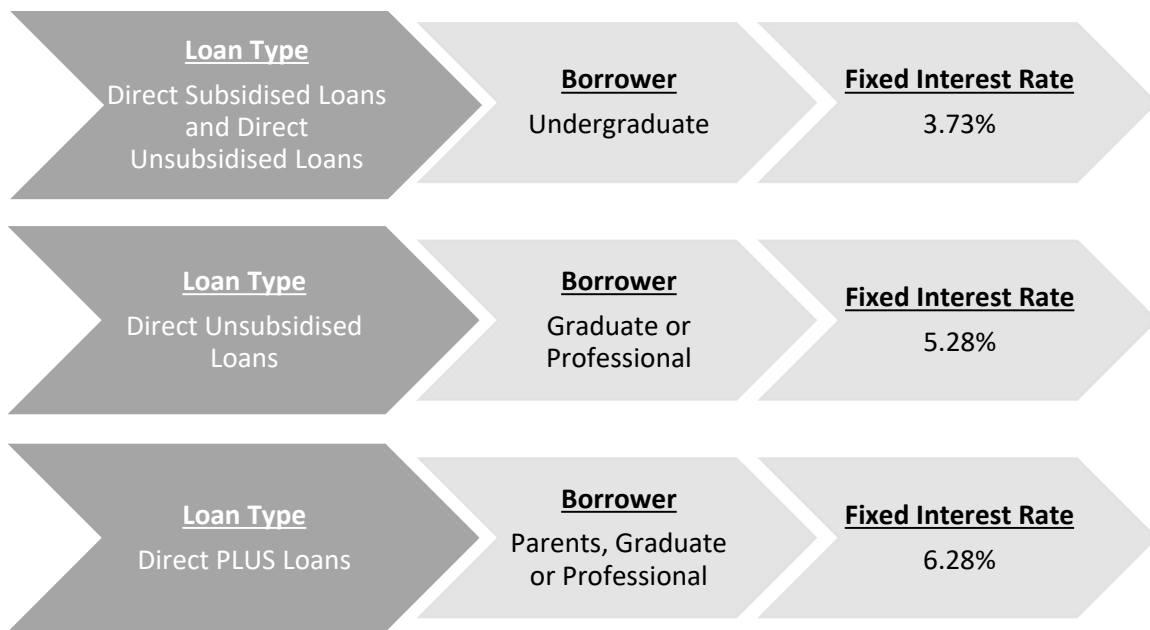 Loan Type
Direct Subsidised Loans
and Direct
Unsubsidised Loans
Borrower
Undergraduate
Fixed Interest Rate
3.73%
Loan Type
Direct Unsubsidised
Loans
Borrower
Graduate or
Professional
Fixed Interest Rate
5.28%
Loan Type
Direct PLUS Loans
Borrower
Parents, Graduate
or Professional
Fixed Interest Rate
6.28%